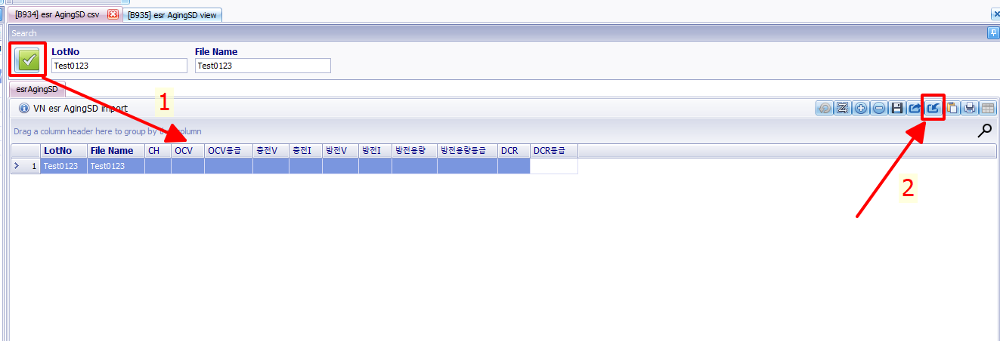 [B934] esr AgingSD csv [B935] esr AgingSD view
Search
LotNo File Name
Test0123 Test0123
esrAgingSD
1
VN esr AgingSD import
Drag a column header here to group by column
LotNo File Name CH OCV OCV등급 충전V 충전I 방전V 방전I 방전용량 방전용량등급 DCR DCR등급
1 Test0123 Test0123
2